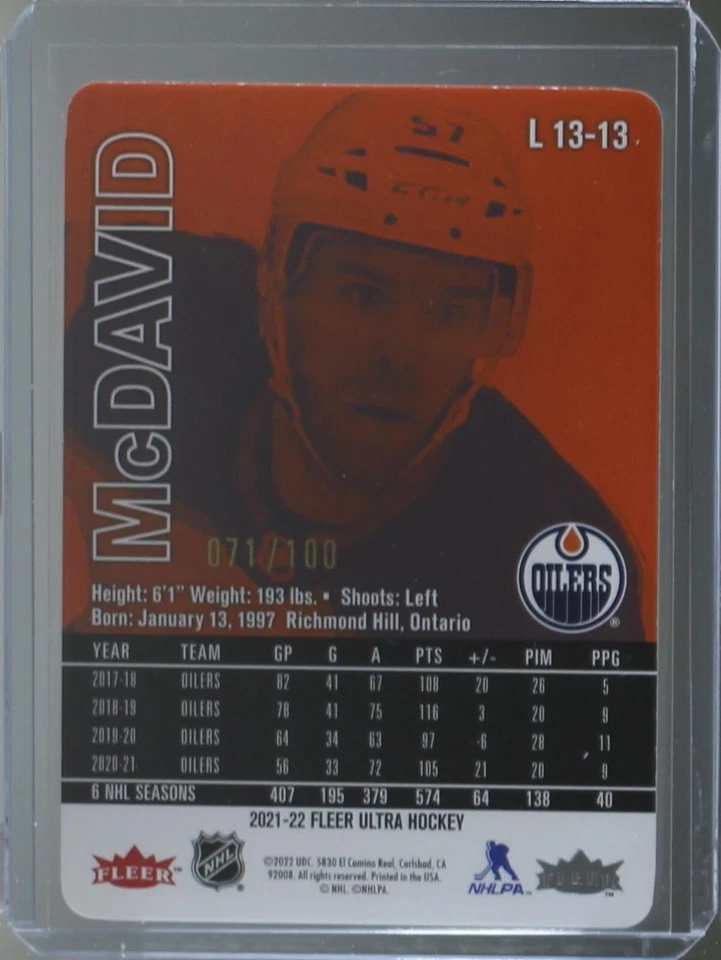 97
CCM
L 13-13
McDAVID
071/100
OILERS
®
Height: 6'1" Weight: 193 lbs. ▪ Shoots: Left
Born: January 13, 1997 Richmond Hill, Ontario
YEAR TEAM GP G A PTS +/- PIM PPG
2017-18 OILERS 82 41 67 108 20 26 5
2018-19 OILERS 78 41 75 116 3 20 9
2019-20 OILERS 64 34 63 97 -6 28 11
2020-21 OILERS 56 33 72 105 21 20 9
6 NHL SEASONS 407 195 379 574 64 138 40
2021-22 FLEER ULTRA HOCKEY
FLEER™
NHL ®
©2022 UDC. 5830 El Camino Real, Carlsbad, CA
92008. All rights reserved. Printed in the USA.
© NHL. ©NHLPA.
NHLPA™
FLEER ™